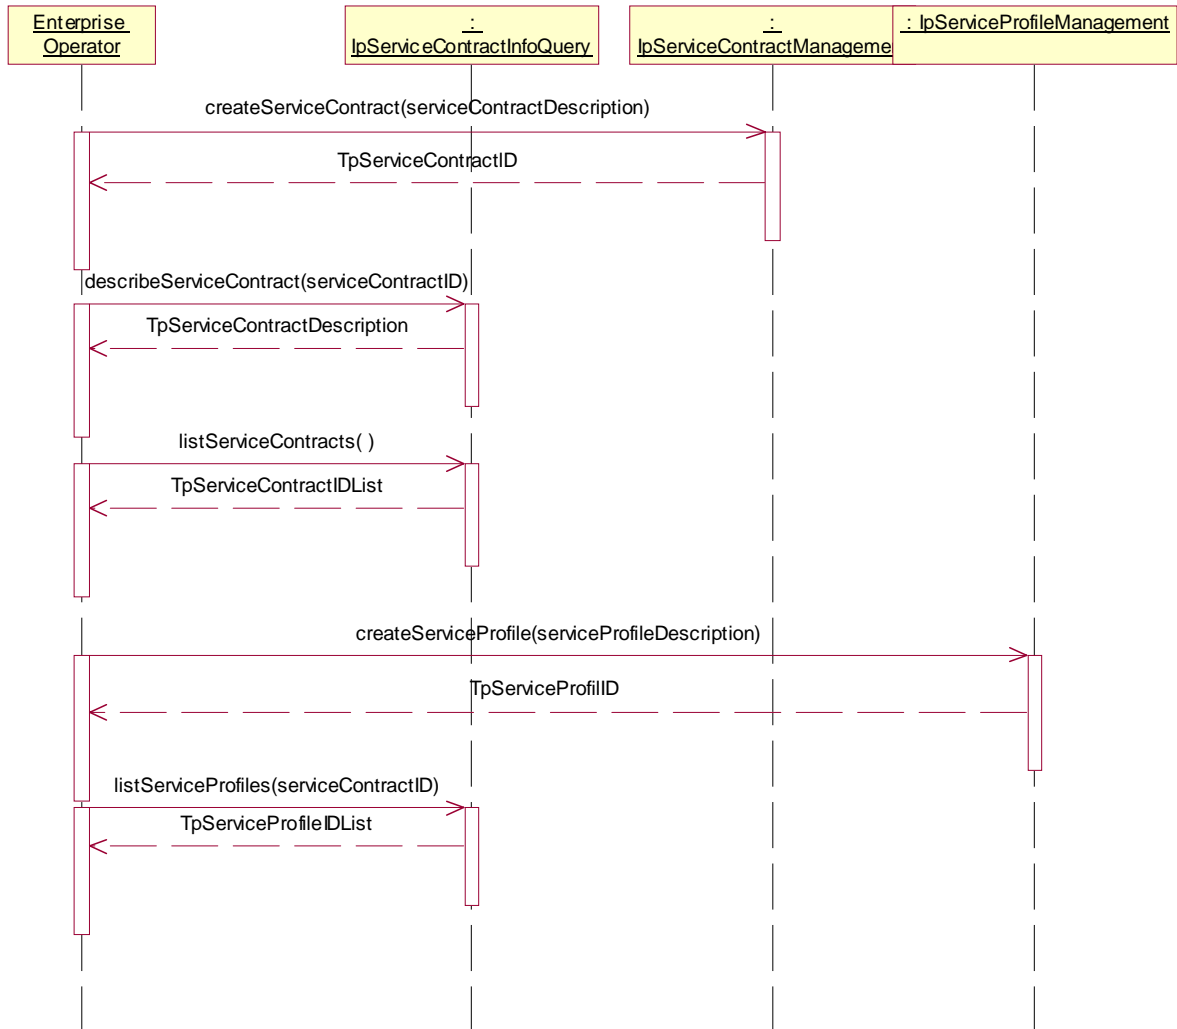 Enterprise
Operator
:
IpServiceContractInfoQuery
:
IpServiceContractManageme
: IpServiceProfileManagement
createServiceContract(serviceContractDescription)
TpServiceContractID
describeServiceContract(serviceContractID)
TpServiceContractDescription
listServiceContracts( )
TpServiceContractIDList
createServiceProfile(serviceProfileDescription)
TpServiceProfilID
listServiceProfiles(serviceContractID)
TpServiceProfileIDList